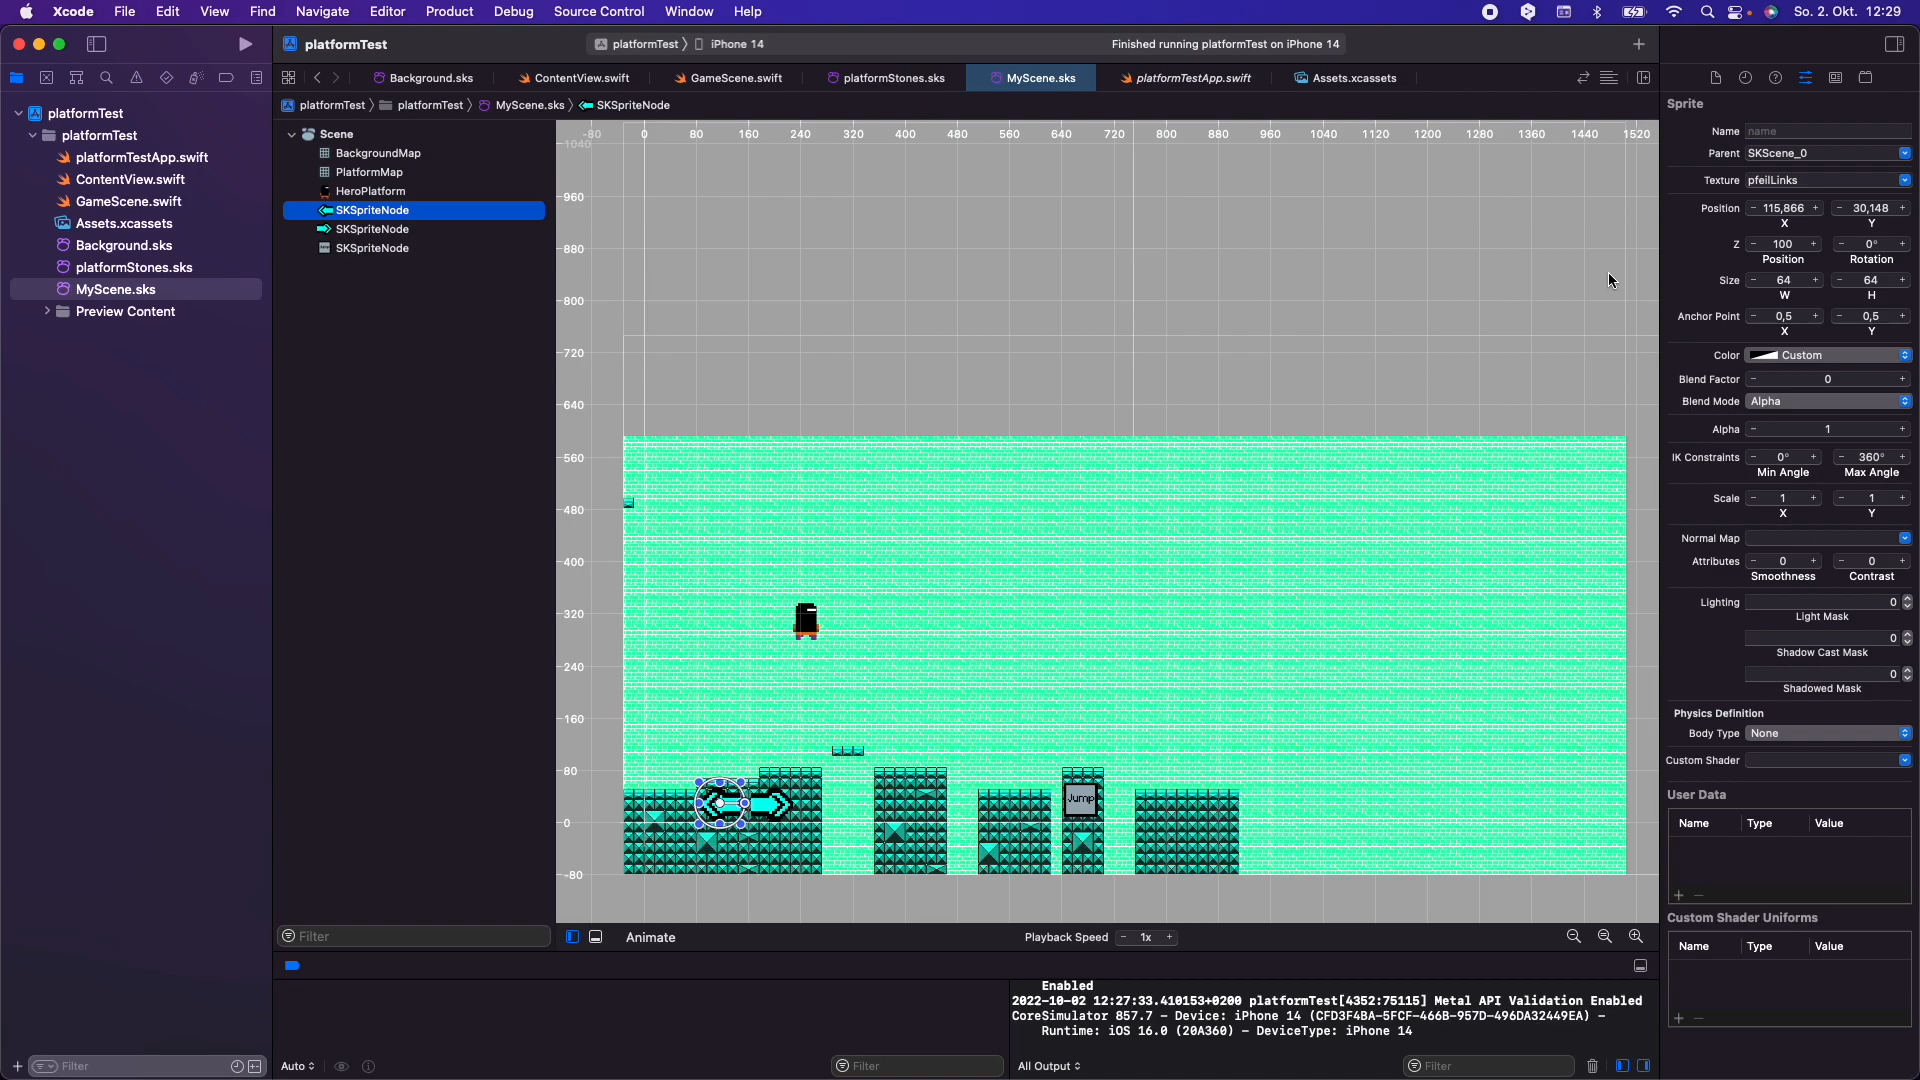 Xcode File Edit View Find Navigate Editor Product Debug Source Control Window Help So. 2. Okt. 12:29
platformTest platformTest iPhone 14 Finished running platformTest on iPhone 14
Background.sks ContentView.swift GameScene.swift platformStones.sks MyScene.sks platformTestApp.swift Assets.xcassets
platformTest platformTest MyScene.sks SKSpriteNode
platformTest
platformTest
platformTestApp.swift
ContentView.swift
GameScene.swift
Assets.xcassets
Background.sks
platformStones.sks
MyScene.sks
Preview Content
Scene
BackgroundMap
PlatformMap
HeroPlatform
SKSpriteNode
SKSpriteNode
SKSpriteNode
-80 0 80 160 240 320 400 480 560 640 720 800 880 960 1040 1120 1200 1280 1360 1440 1520
1040
960
880
800
720
640
560
480
400
320
240
160
80
0
-80
Jump
Sprite
Name name
Parent SKScene_0
Texture pfeilLinks
Position - 115,866 + - 30,148 +
X Y
Z - 100 + - 0° +
Position Rotation
Size - 64 + - 64 +
W H
Anchor Point - 0,5 + - 0,5 +
X Y
Color Custom
Blend Factor - 0 +
Blend Mode Alpha
Alpha - 1 +
IK Constraints - 0° + - 360° +
Min Angle Max Angle
Scale - 1 + - 1 +
X Y
Normal Map
Attributes - 0 + - 0 +
Smoothness Contrast
Lighting 0
Light Mask
0
Shadow Cast Mask
0
Shadowed Mask
Physics Definition
Body Type None
Custom Shader
User Data
Name Type Value
+ -
Custom Shader Uniforms
Name Type Value
+ -
Filter Animate Playback Speed - 1x +
Enabled
2022-10-02 12:27:33.410153+0200 platformTest[4352:75115] Metal API Validation Enabled
CoreSimulator 857.7 - Device: iPhone 14 (CFD3F4BA-5FCF-466B-957D-496DA32449EA) -
Runtime: iOS 16.0 (20A360) - DeviceType: iPhone 14
+ Filter Auto Filter All Output Filter